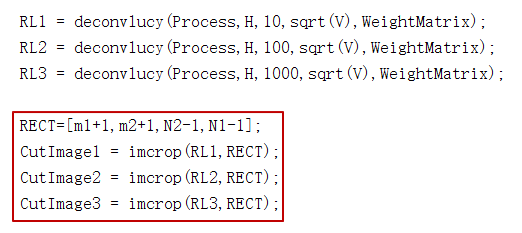 RL1 = deconvlucy(Process,H,10,sqrt(V),WeightMatrix);
RL2 = deconvlucy(Process,H,100,sqrt(V),WeightMatrix);
RL3 = deconvlucy(Process,H,1000,sqrt(V),WeightMatrix);
RECT=[m1+1,m2+1,N2-1,N1-1];
CutImage1 = imcrop(RL1,RECT);
CutImage2 = imcrop(RL2,RECT);
CutImage3 = imcrop(RL3,RECT);